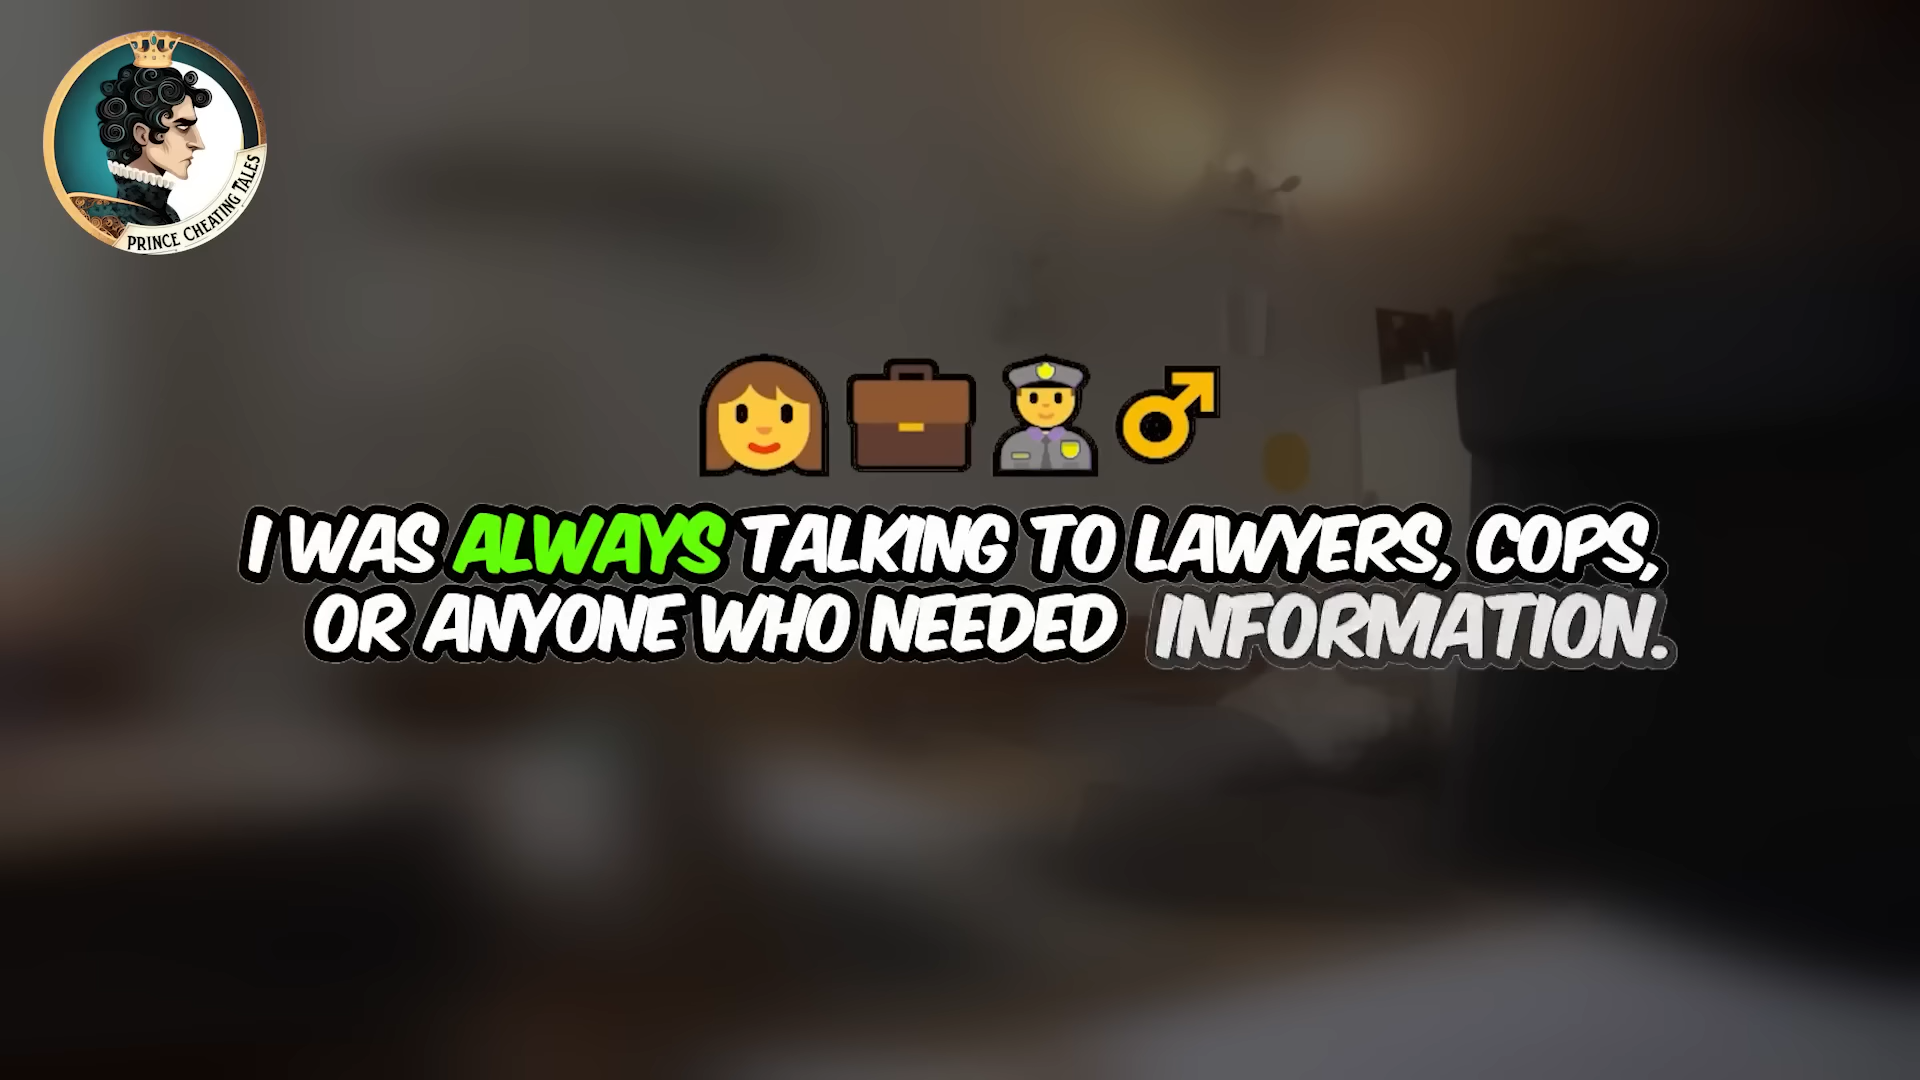 PRINCE CHEATING TALES
I WAS ALWAYS TALKING TO LAWYERS, COPS,
OR ANYONE WHO NEEDED INFORMATION.